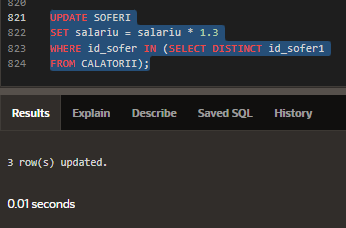 820
821 UPDATE SOFERI
822 SET salariu = salariu * 1.3
823 WHERE id_sofer IN (SELECT DISTINCT id_sofer1
824 FROM CALATORII);
Results Explain Describe Saved SQL History
3 row(s) updated.
0.01 seconds